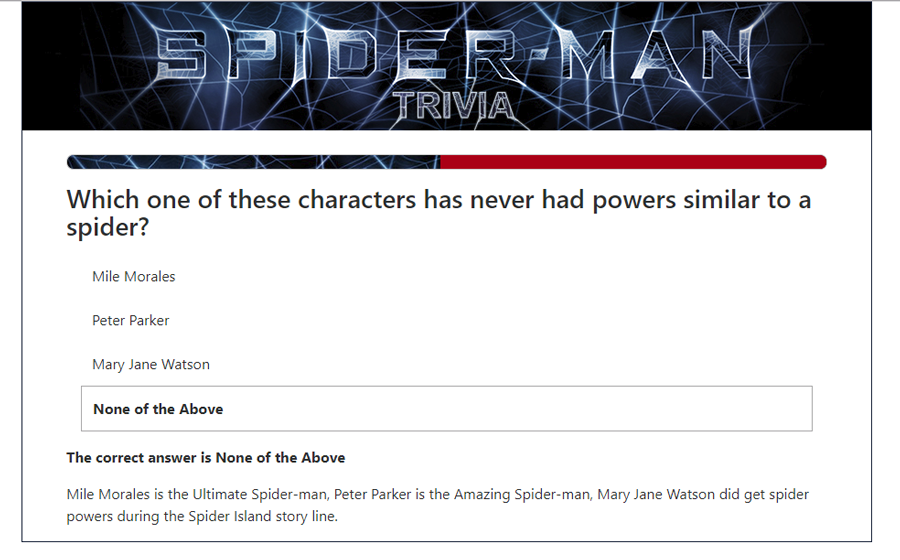 SPIDER-MAN
TRIVIA
Which one of these characters has never had powers similar to a
spider?
Mile Morales
Peter Parker
Mary Jane Watson
None of the Above
The correct answer is None of the Above
Mile Morales is the Ultimate Spider-man, Peter Parker is the Amazing Spider-man, Mary Jane Watson did get spider
powers during the Spider Island story line.